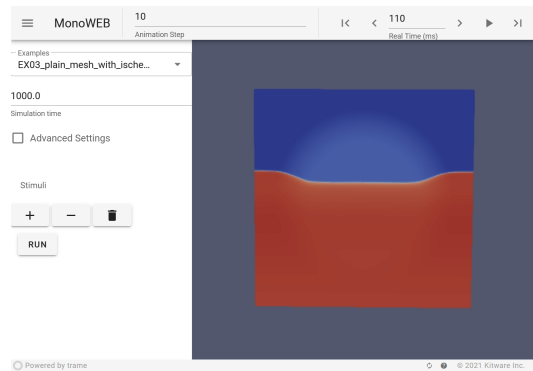 MonoWEB
10
Animation Step
110
Real Time (ms)
Examples
EX03_plain_mesh_with_ische...
1000.0
Simulation time
Advanced Settings
Stimuli
RUN
Powered by trame
© 2021 Kitware Inc.